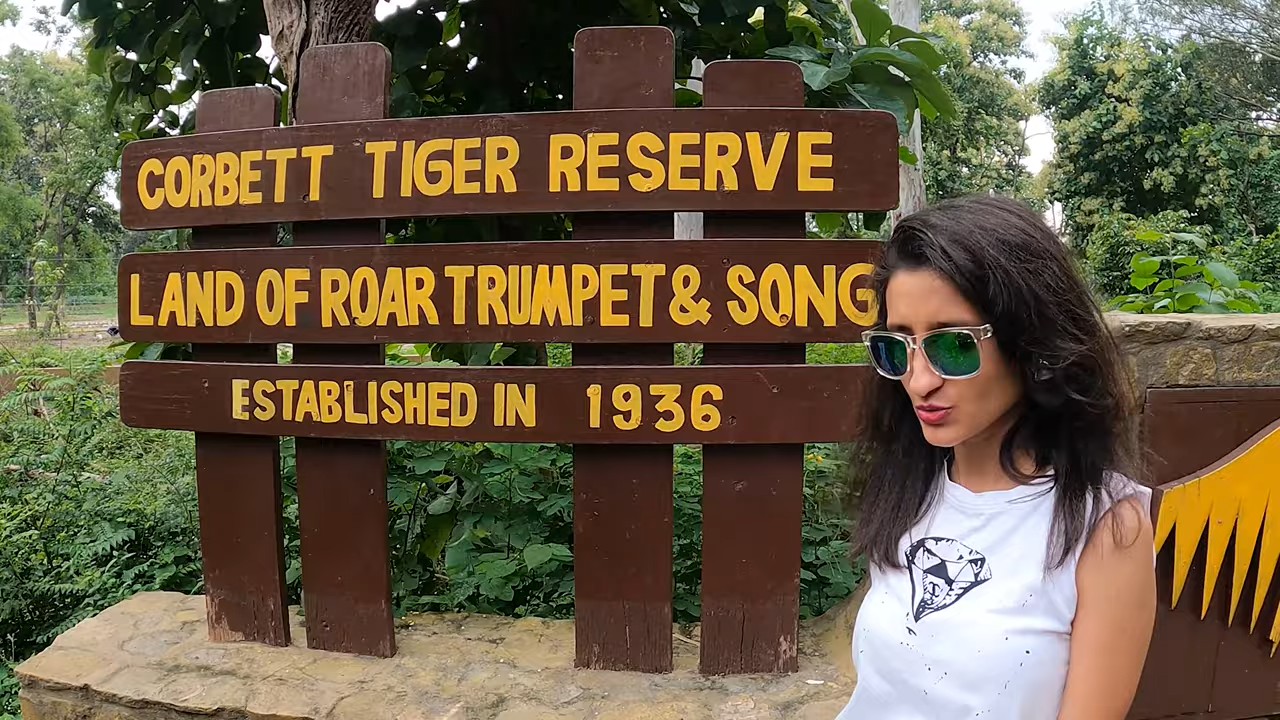 CORBETT TIGER RESERVE
LAND OF ROAR TRUMPET & SONG
ESTABLISHED IN 1936